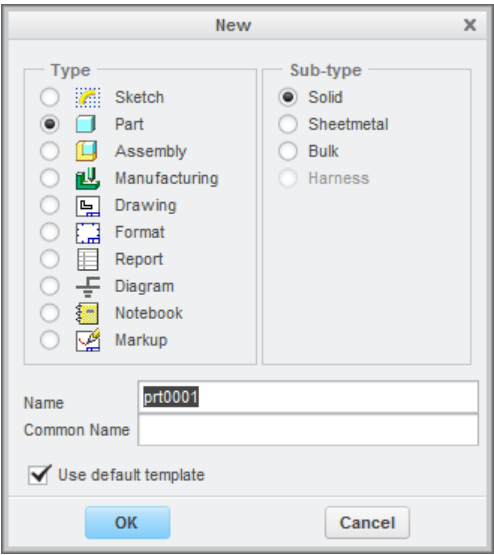 New
Type
Sketch
Part
Assembly
Manufacturing
Drawing
Format
Report
Diagram
Notebook
Markup
Sub-type
Solid
Sheetmetal
Bulk
Harness
Name prt0001
Common Name
Use default template
OK Cancel